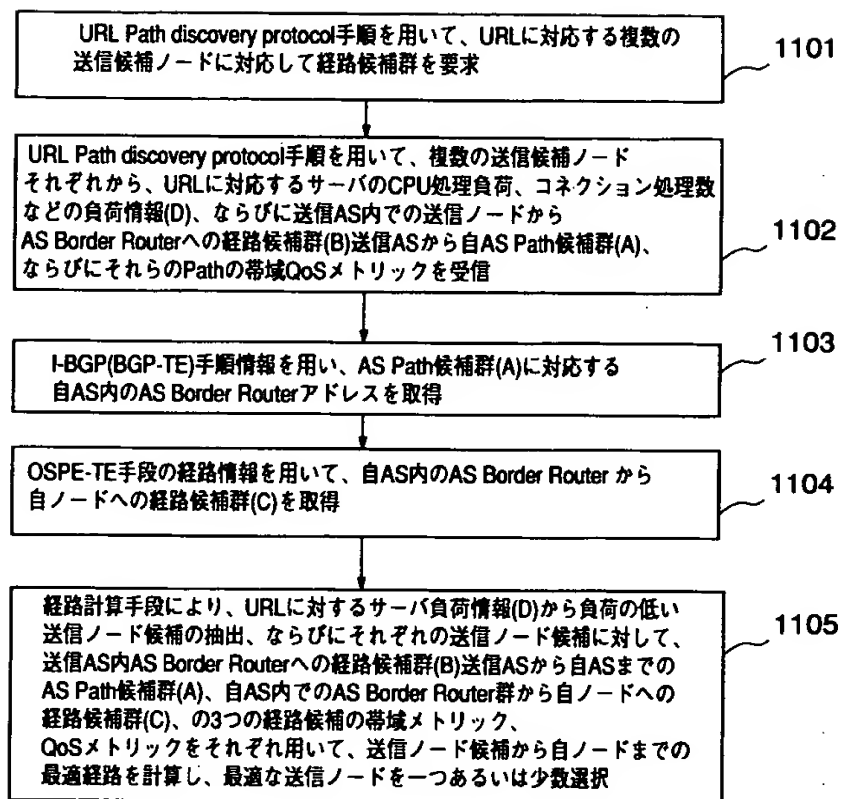 URL Path discovery protocol手順を用いて、URLに対応する複数の
送信候補ノードに対応して経路候補群を要求
1101
URL Path discovery protocol手順を用いて、複数の送信候補ノード
それぞれから、URLに対応するサーバのCPU処理負荷、コネクション処理数
などの負荷情報(D)、ならびに送信AS内での送信ノードから
AS Border Routerへの経路候補群(B)送信ASから自AS Path候補群(A)、
ならびにそれらのPathの帯域QoSメトリックを受信
1102
I-BGP(BGP-TE)手順情報を用い、AS Path候補群(A)に対応する
自AS内のAS Border Routerアドレスを取得
1103
OSPE-TE手段の経路情報を用いて、自AS内のAS Border Router から
自ノードへの経路候補群(C)を取得
1104
経路計算手段により、URLに対するサーバ負荷情報(D)から負荷の低い
送信ノード候補の抽出、ならびにそれぞれの送信ノード候補に対して、
送信AS内AS Border Routerへの経路候補群(B)送信ASから自ASまでの
AS Path候補群(A)、自AS内でのAS Border Router群から自ノードへの
経路候補群(C)、の3つの経路候補の帯域メトリック、
QoSメトリックをそれぞれ用いて、送信ノード候補から自ノードまでの
最適経路を計算し、最適な送信ノードを一つあるいは少数選択
1105